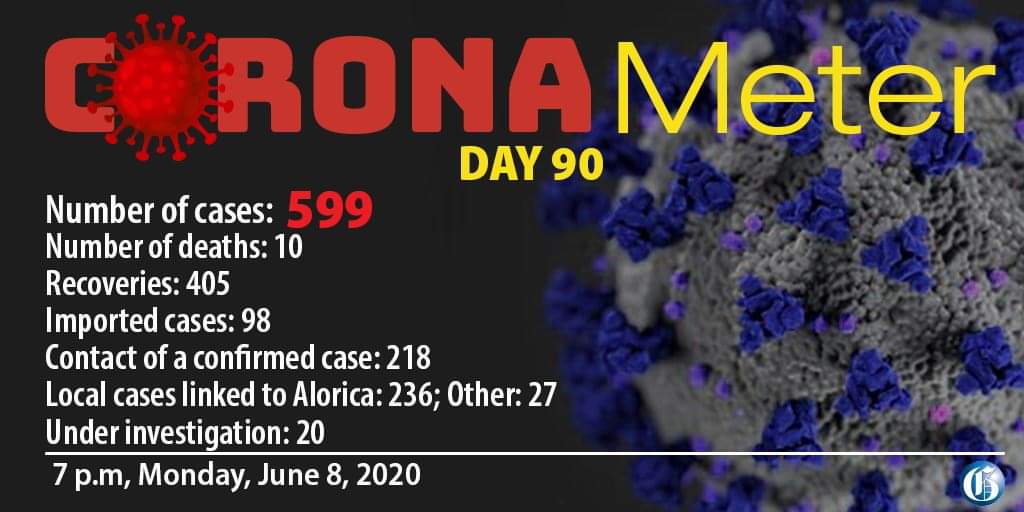 CORONA Meter
DAY 90
Number of cases: 599
Number of deaths: 10
Recoveries: 405
Imported cases: 98
Contact of a confirmed case: 218
Local cases linked to Alorica: 236; Other: 27
Under investigation: 20
7 p.m, Monday, June 8, 2020
G